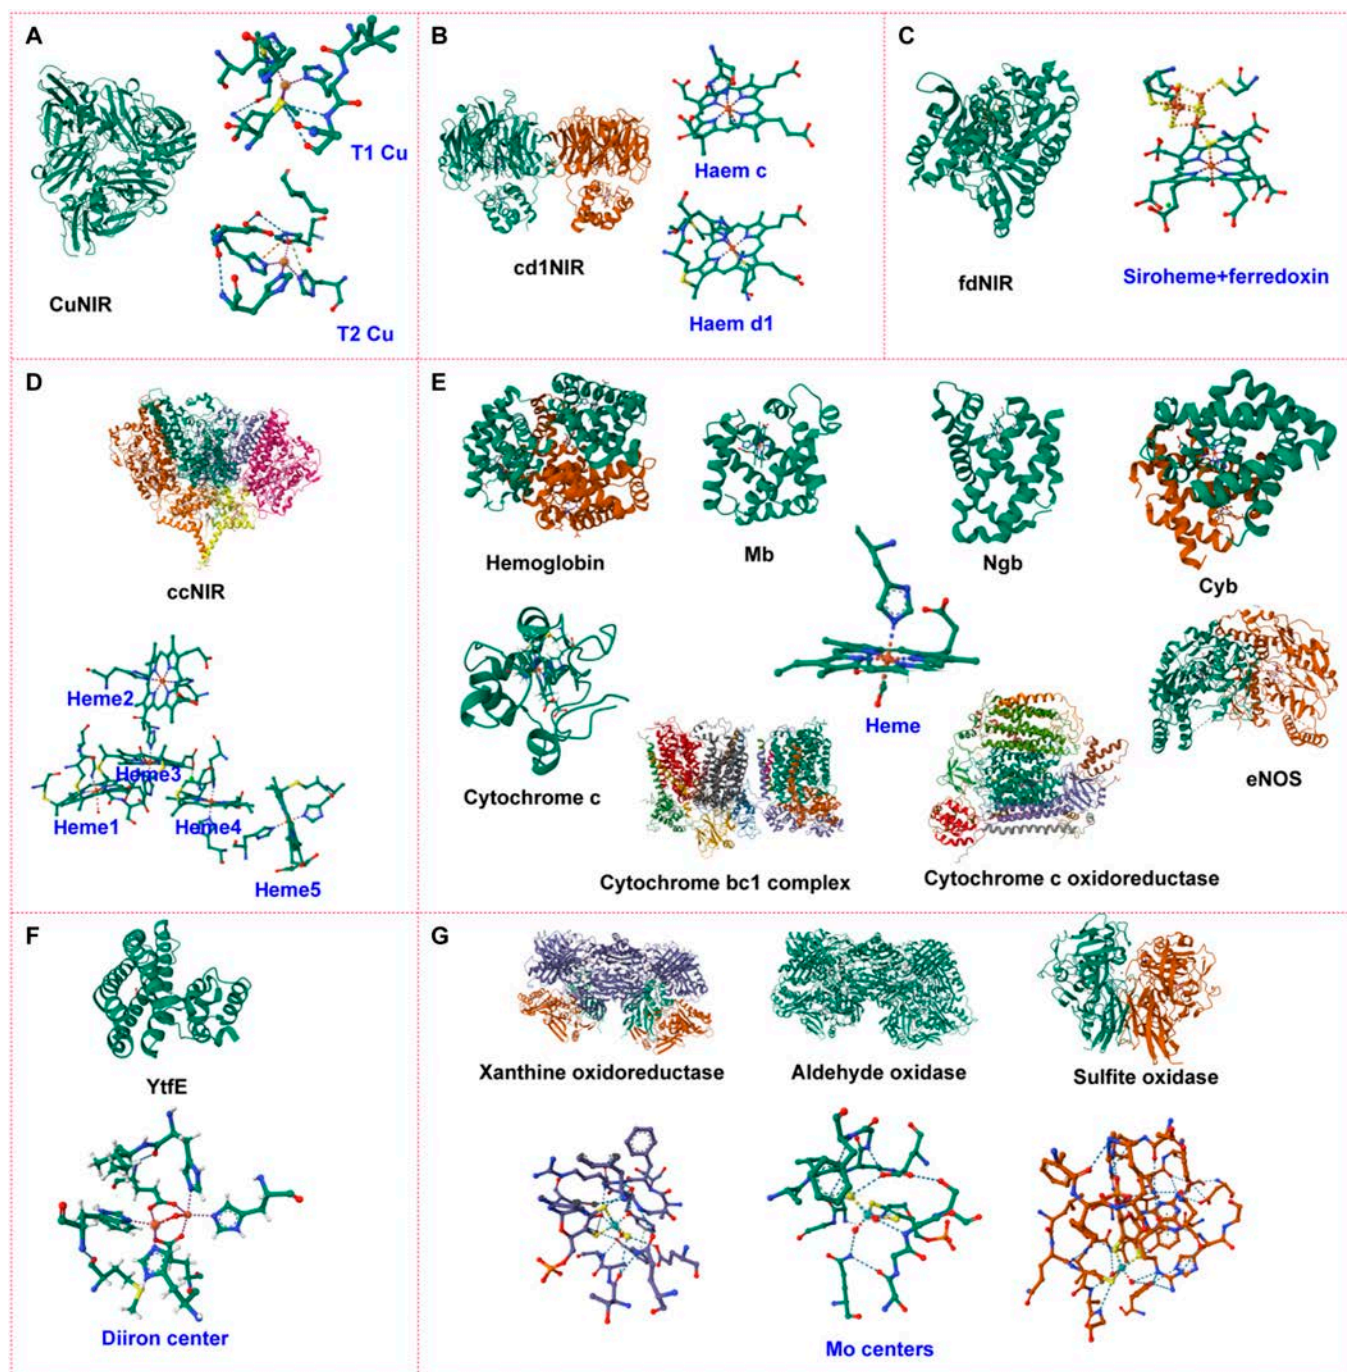 A
T1 Cu
CuNIR
T2 Cu
B
Haem c
cd1NIR
Haem d1
C
fdNIR
Siroheme+ferredoxin
D
ccNIR
Heme2
Heme3
Heme1
Heme4
Heme5
E
Hemoglobin
Mb
Ngb
Cyb
Cytochrome c
Heme
eNOS
Cytochrome bc1 complex
Cytochrome c oxidoreductase
F
YtfE
Diiron center
G
Xanthine oxidoreductase
Aldehyde oxidase
Sulfite oxidase
Mo centers